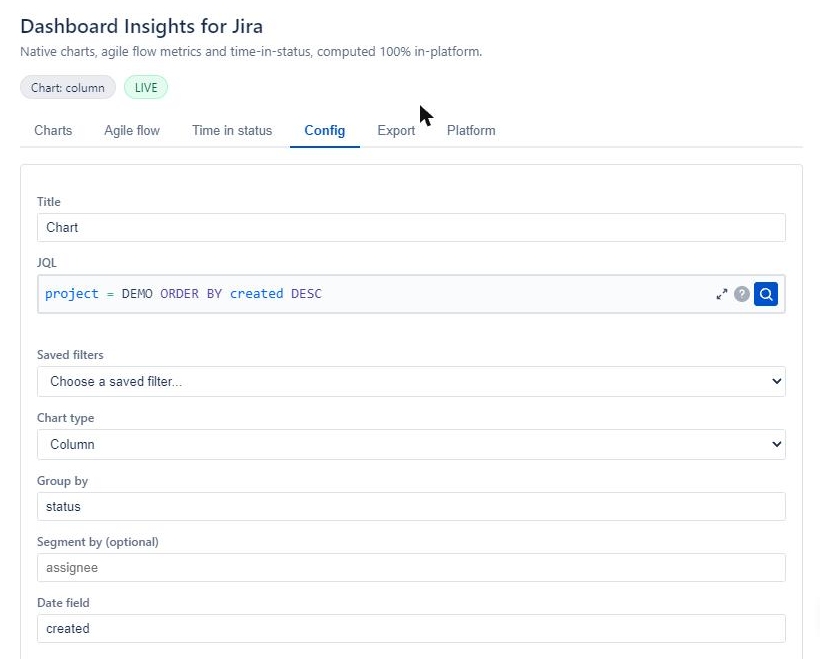 Dashboard Insights for Jira
Native charts, agile flow metrics and time-in-status, computed 100% in-platform.
Chart: column LIVE
Charts Agile flow Time in status Config Export Platform
Title
Chart
JQL
project = DEMO ORDER BY created DESC
?
Saved filters
Choose a saved filter...
Chart type
Column
Group by
status
Segment by (optional)
assignee
Date field
created